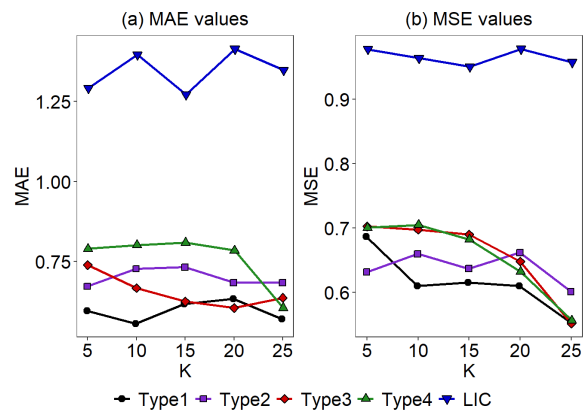 (a) MAE values
(b) MSE values
MAE
1.25
1.00
0.75
5 10 15 20 25
K
MSE
0.9
0.8
0.7
0.6
5 10 15 20 25
K
Type1 Type2 Type3 Type4 LIC